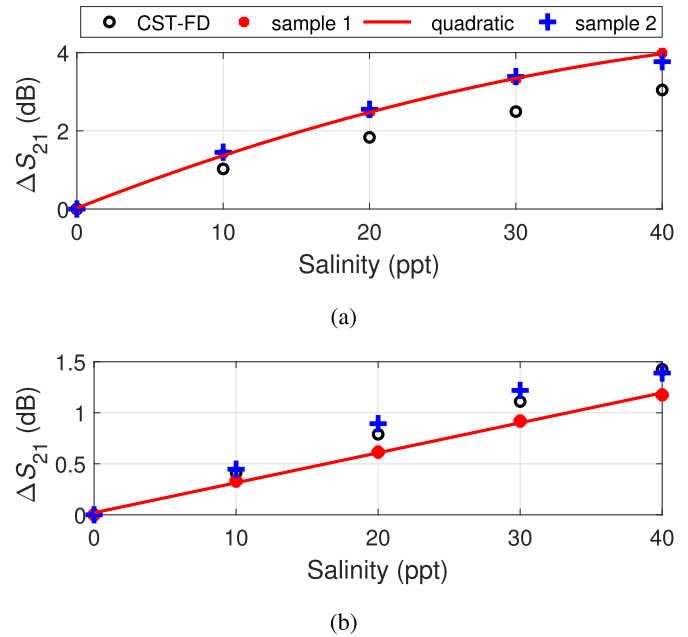 CST-FD sample 1 quadratic sample 2
4
2
0
ΔS21 (dB)
0 10 20 30 40
Salinity (ppt)
(a)
1.5
1
0.5
0
ΔS21 (dB)
0 10 20 30 40
Salinity (ppt)
(b)